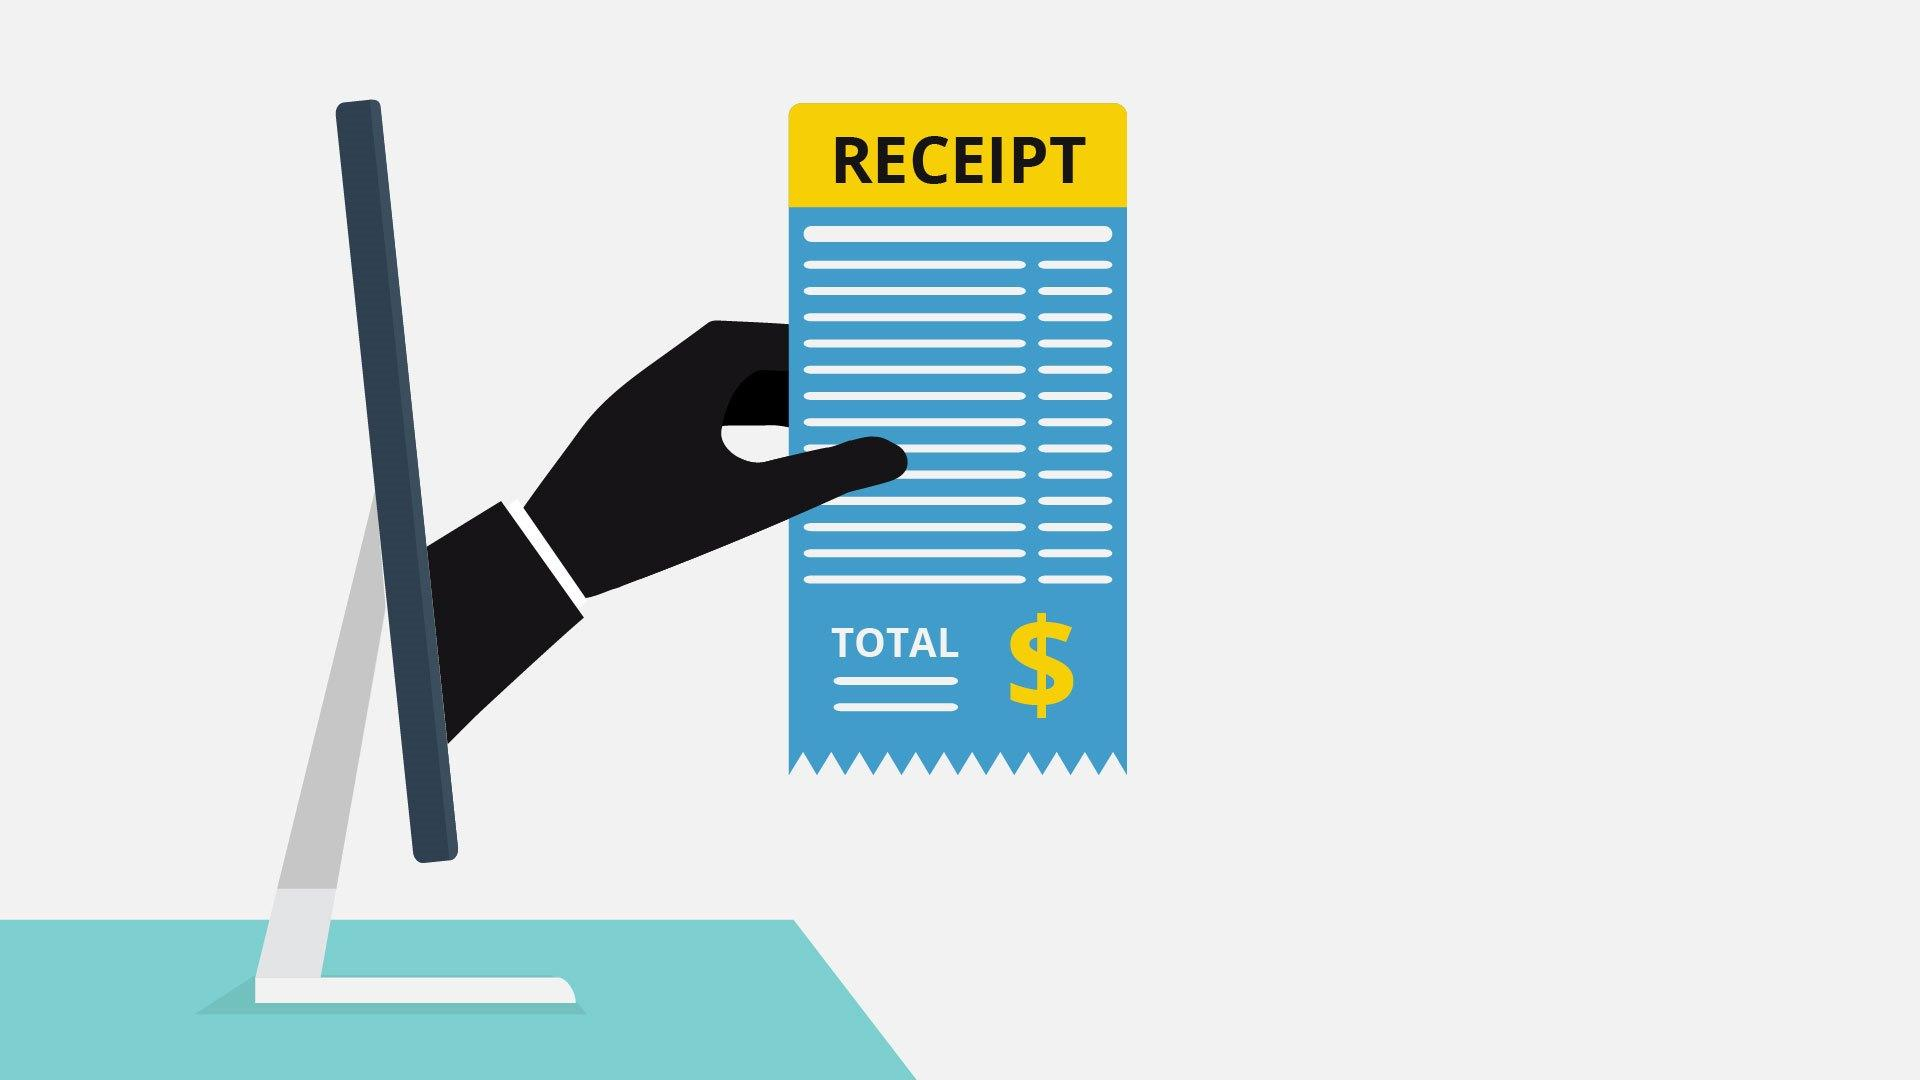 RECEIPT
TOTAL
$